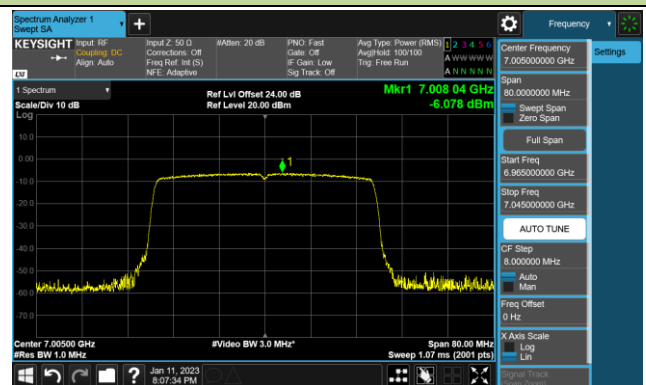 Spectrum Analyzer 1
Swept SA
Frequency
KEYSIGHT
Input: RF
Coupling: DC
Align: Auto
Input Z: 50 Ω
Corrections: Off
Freq Ref: Int (S)
NFE: Adaptive
#Atten: 20 dB
PNO: Fast
Gate: Off
IF Gain: Low
Sig Track: Off
Avg Type: Power (RMS)
Avg|Hold: 100/100
Trig: Free Run
1 2 3 4 5 6
A W W W W W
A N N N N N
LXI
1 Spectrum
Scale/Div 10 dB
Log
Ref Lvl Offset 24.00 dB
Ref Level 20.00 dBm
Mkr1 7.008 04 GHz
-6.078 dBm
10.0
0.00
-10.0
-20.0
-30.0
-40.0
-50.0
-60.0
-70.0
1
Center 7.00500 GHz
#Res BW 1.0 MHz
#Video BW 3.0 MHz*
Span 80.00 MHz
Sweep 1.07 ms (2001 pts)
Center Frequency
7.005000000 GHz
Settings
Span
80.0000000 MHz
Swept Span
Zero Span
Full Span
Start Freq
6.965000000 GHz
Stop Freq
7.045000000 GHz
AUTO TUNE
CF Step
8.000000 MHz
Auto
Man
Freq Offset
0 Hz
X Axis Scale
Log
Lin
Signal Track
Jan 11, 2023
8:07:34 PM